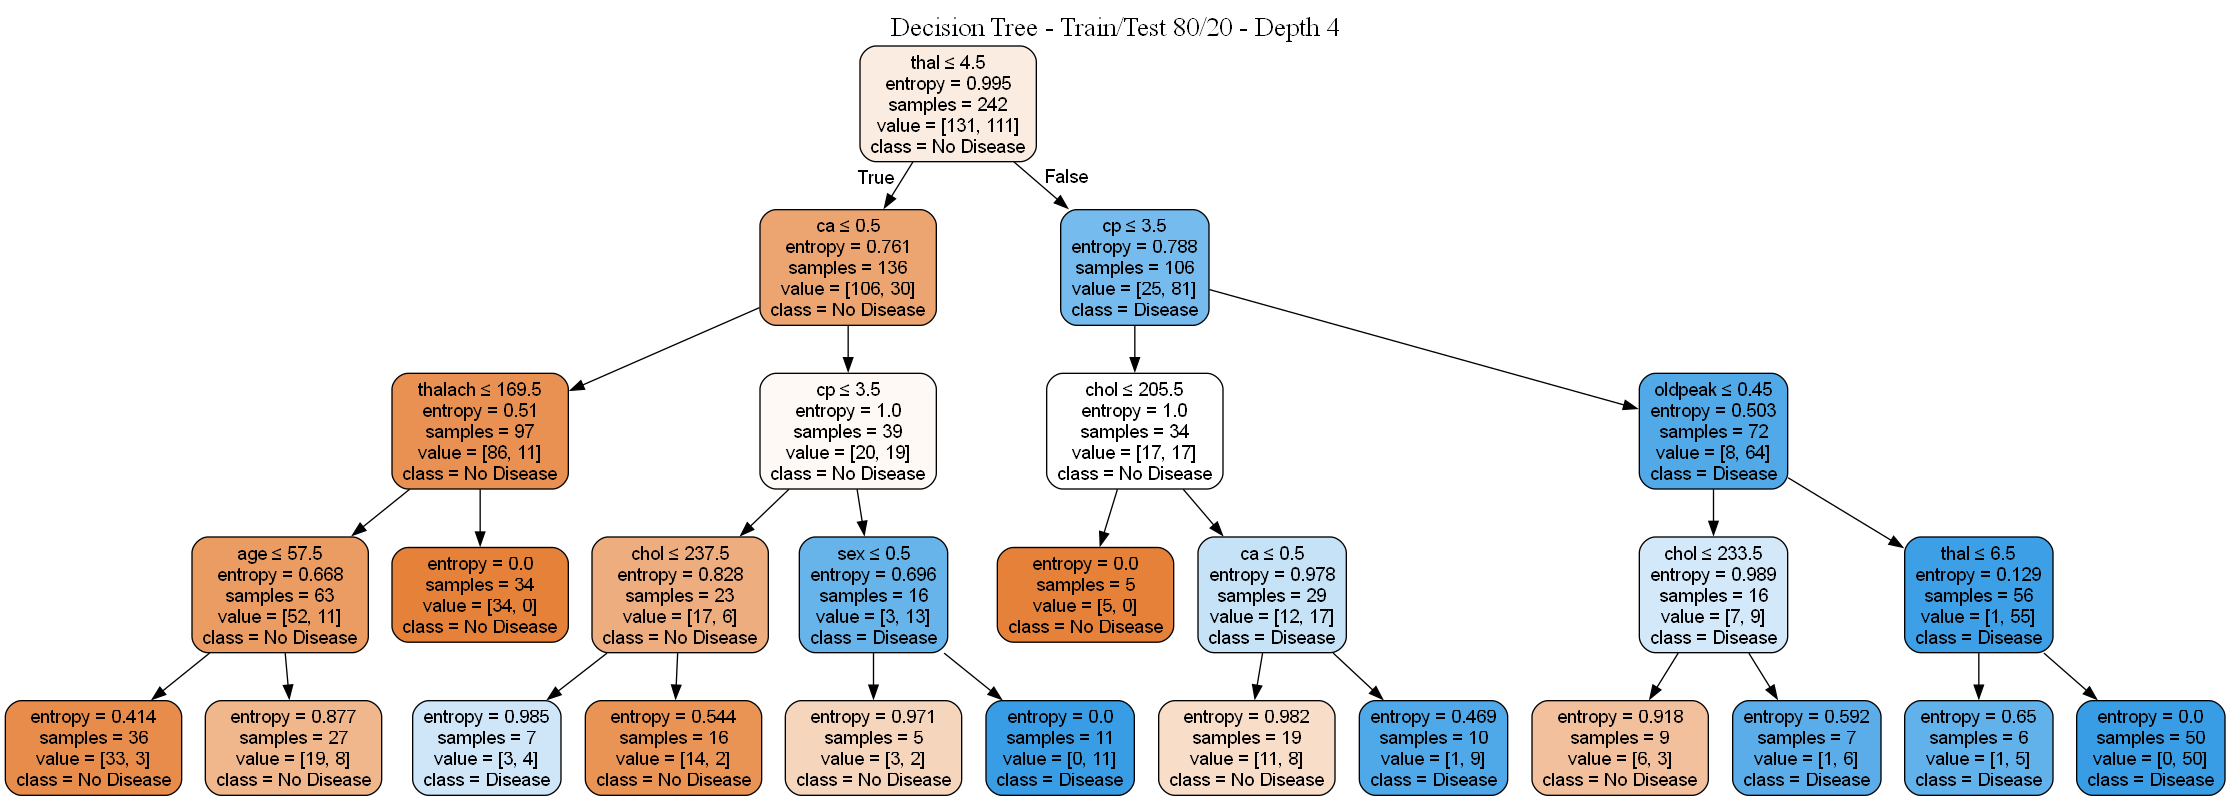 Decision Tree - Train/Test 80/20 - Depth 4
thal ≤ 4.5
entropy = 0.995
samples = 242
value = [131, 111]
class = No Disease
True
False
ca ≤ 0.5
entropy = 0.761
samples = 136
value = [106, 30]
class = No Disease
cp ≤ 3.5
entropy = 0.788
samples = 106
value = [25, 81]
class = Disease
thalach ≤ 169.5
entropy = 0.51
samples = 97
value = [86, 11]
class = No Disease
cp ≤ 3.5
entropy = 1.0
samples = 39
value = [20, 19]
class = No Disease
chol ≤ 205.5
entropy = 1.0
samples = 34
value = [17, 17]
class = No Disease
oldpeak ≤ 0.45
entropy = 0.503
samples = 72
value = [8, 64]
class = Disease
age ≤ 57.5
entropy = 0.668
samples = 63
value = [52, 11]
class = No Disease
entropy = 0.0
samples = 34
value = [34, 0]
class = No Disease
chol ≤ 237.5
entropy = 0.828
samples = 23
value = [17, 6]
class = No Disease
sex ≤ 0.5
entropy = 0.696
samples = 16
value = [3, 13]
class = Disease
entropy = 0.0
samples = 5
value = [5, 0]
class = No Disease
ca ≤ 0.5
entropy = 0.978
samples = 29
value = [12, 17]
class = Disease
chol ≤ 233.5
entropy = 0.989
samples = 16
value = [7, 9]
class = Disease
thal ≤ 6.5
entropy = 0.129
samples = 56
value = [1, 55]
class = Disease
entropy = 0.414
samples = 36
value = [33, 3]
class = No Disease
entropy = 0.877
samples = 27
value = [19, 8]
class = No Disease
entropy = 0.985
samples = 7
value = [3, 4]
class = Disease
entropy = 0.544
samples = 16
value = [14, 2]
class = No Disease
entropy = 0.971
samples = 5
value = [3, 2]
class = No Disease
entropy = 0.0
samples = 11
value = [0, 11]
class = Disease
entropy = 0.982
samples = 19
value = [11, 8]
class = No Disease
entropy = 0.469
samples = 10
value = [1, 9]
class = Disease
entropy = 0.918
samples = 9
value = [6, 3]
class = No Disease
entropy = 0.592
samples = 7
value = [1, 6]
class = Disease
entropy = 0.65
samples = 6
value = [1, 5]
class = Disease
entropy = 0.0
samples = 50
value = [0, 50]
class = Disease